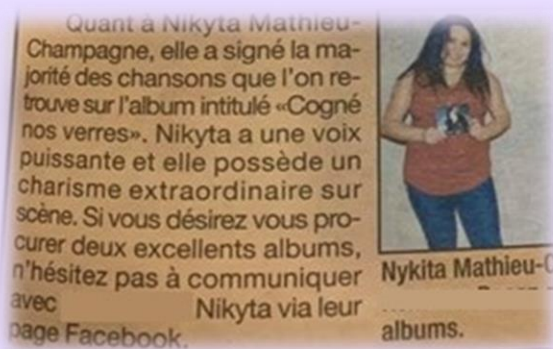 Quant à Nikyta Mathieu-
Champagne, elle a signé la ma-
jorité des chansons que l'on re-
trouve sur l'album intitulé «Cogné
nos verres». Nikyta a une voix
puissante et elle possède un
charisme extraordinaire sur
scène. Si vous désirez vous pro-
curer deux excellents albums,
n'hésitez pas à communiquer
avec Nikyta via leur
page Facebook.
Nykita Mathieu-C
albums.